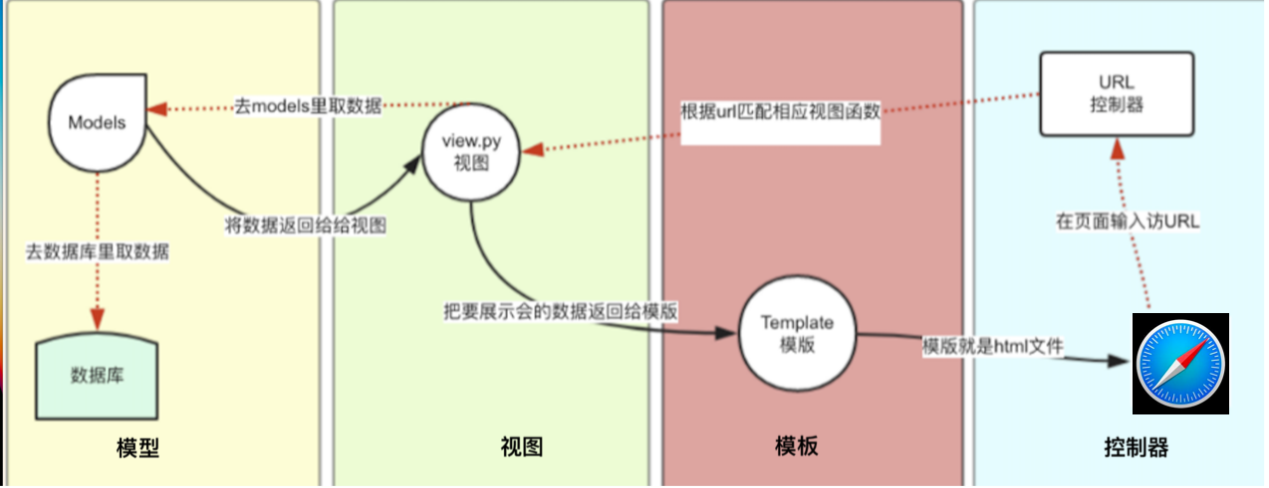 URL
控制器
去models里取数据
根据url匹配相应视图函数
Models
view.py
视图
将数据返回给给视图
在页面输入访URL
去数据库里取数据
把要展示会的数据返回给模版
Template
模版
模版就是html文件
数据库
模型
视图
模板
控制器